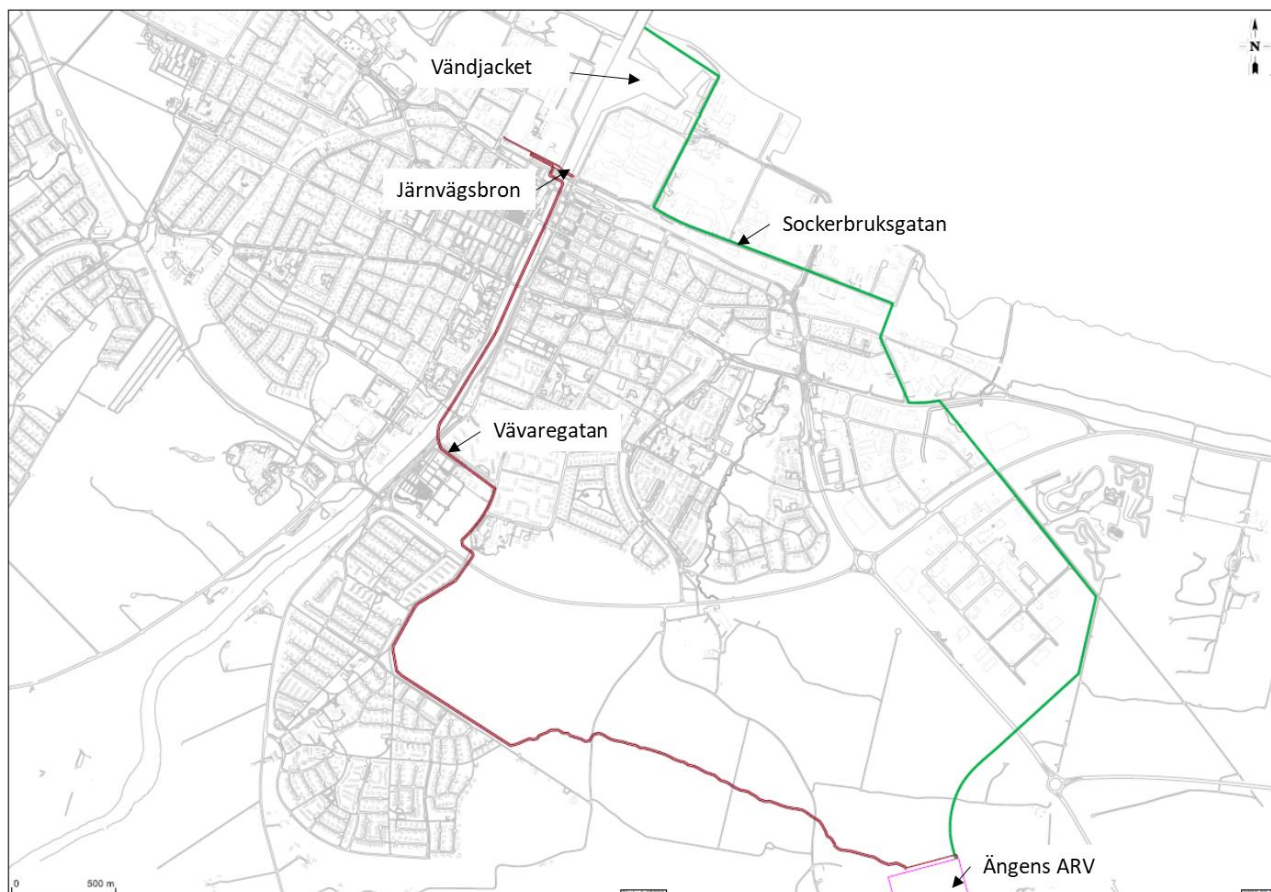 Vändjacket
N
Järnvägsbron
Sockerbruksgatan
Vävaregatan
Ängens ARV
0 500 m